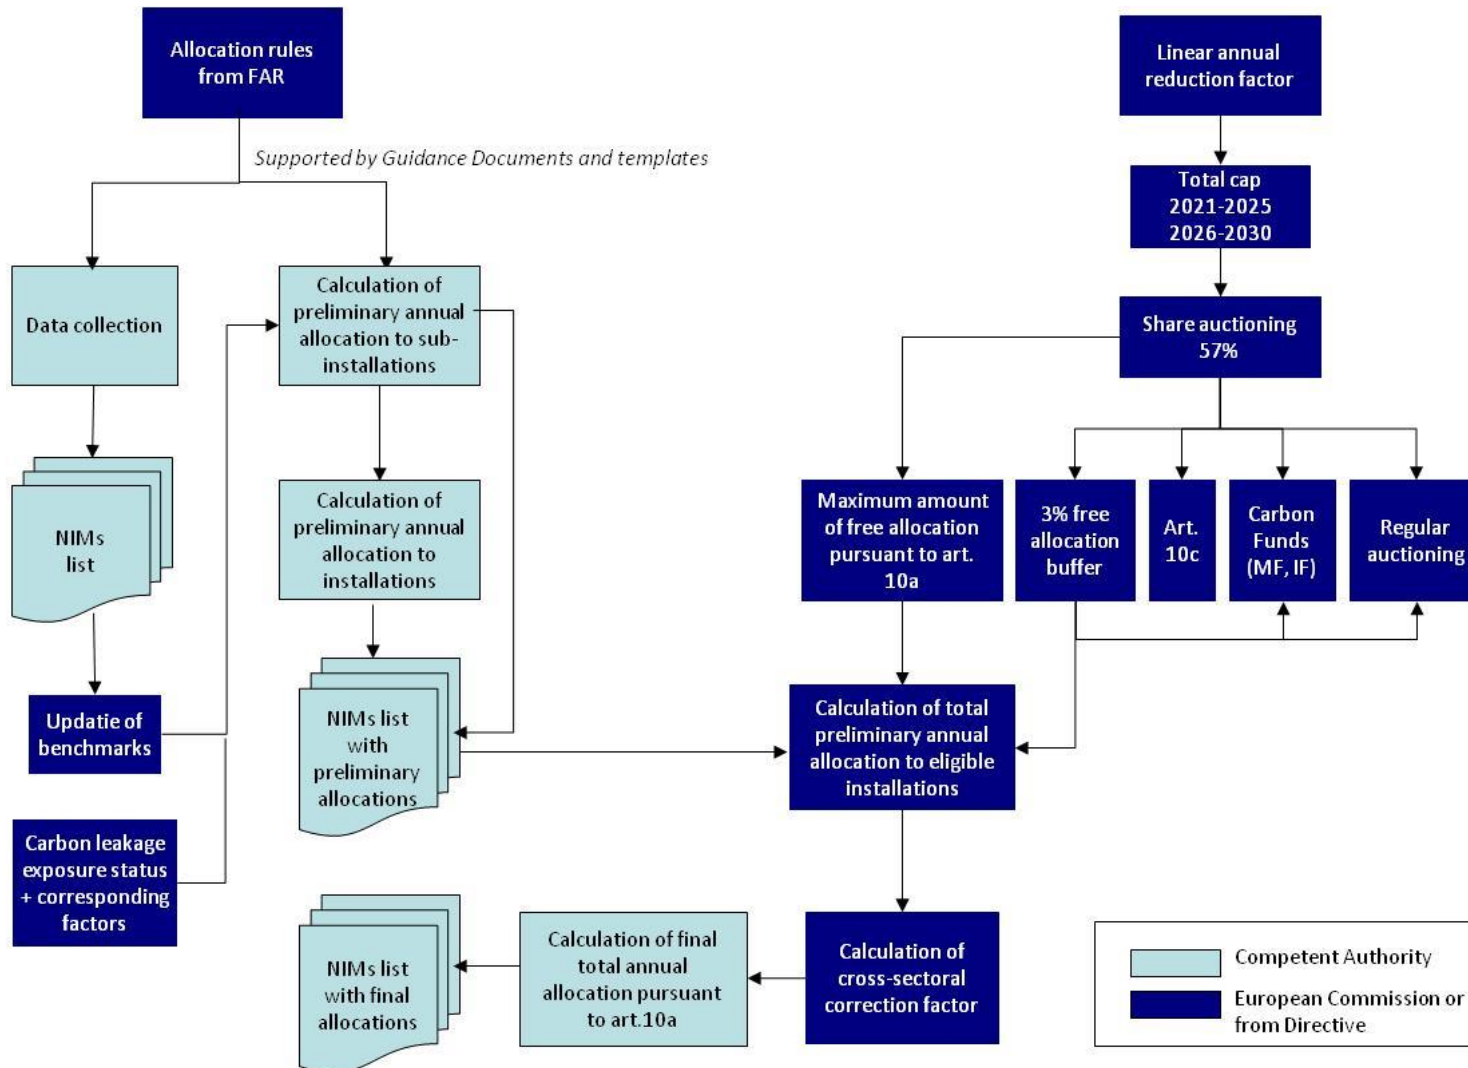 Allocation rules
from FAR
Supported by Guidance Documents and templates
Data collection
NIMs
list
Updatie of
benchmarks
Carbon leakage
exposure status
+ corresponding
factors
Calculation of
preliminary annual
allocation to sub-
installations
Calculation of
preliminary annual
allocation to
installations
NIMs list
with
preliminary
allocations
Linear annual
reduction factor
Total cap
2021-2025
2026-2030
Share auctioning
57%
Maximum amount
of free allocation
pursuant to art.
10a
3% free
allocation
buffer
Art.
10c
Carbon
Funds
(MF, IF)
Regular
auctioning
Calculation of total
preliminary annual
allocation to eligible
installations
Calculation of
cross-sectoral
correction factor
Calculation of final
total annual
allocation pursuant
to art.10a
NIMs list
with final
allocations
Competent Authority
European Commission or
from Directive